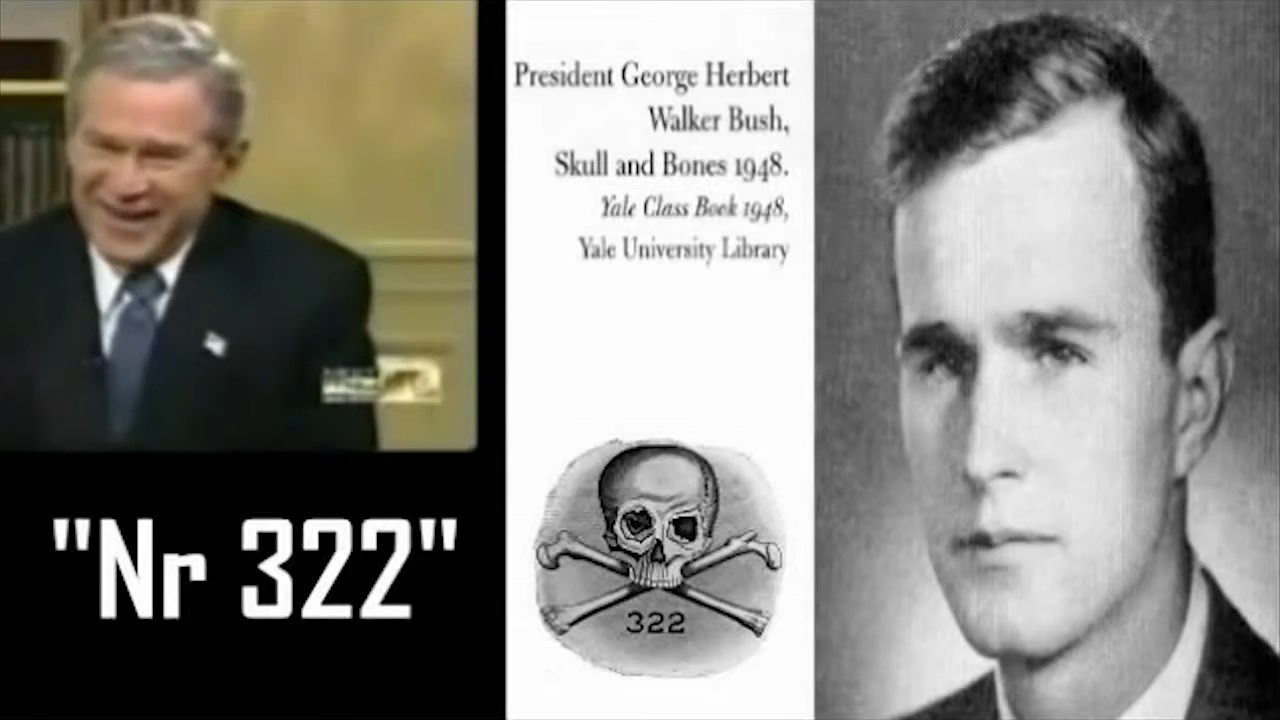 "Nr 322"
President George Herbert
Walker Bush,
Skull and Bones 1948.
Yale Class Book 1948,
Yale University Library
322